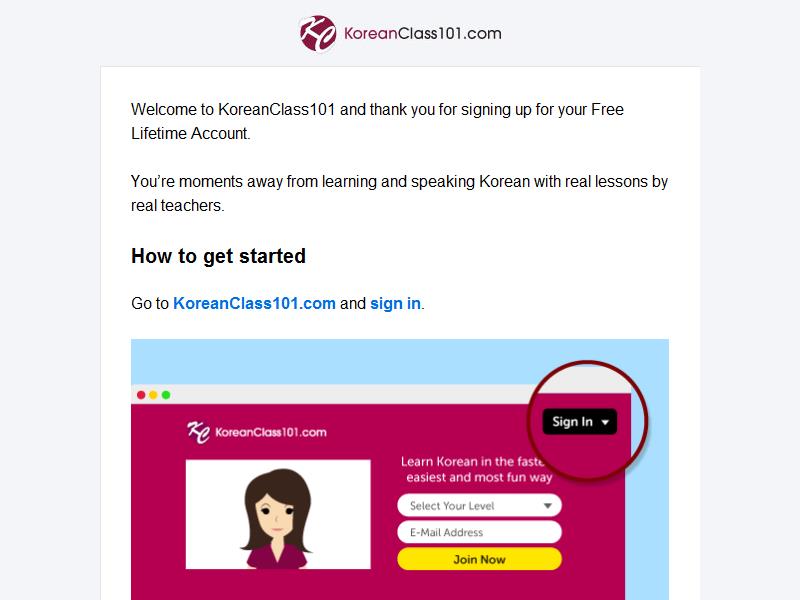 KoreanClass101.com
Welcome to KoreanClass101 and thank you for signing up for your Free
Lifetime Account.
You’re moments away from learning and speaking Korean with real lessons by
real teachers.
How to get started
Go to KoreanClass101.com and sign in.
Sign In
KoreanClass101.com
Learn Korean in the faste
easiest and most fun way
Select Your Level
E-Mail Address
Join Now